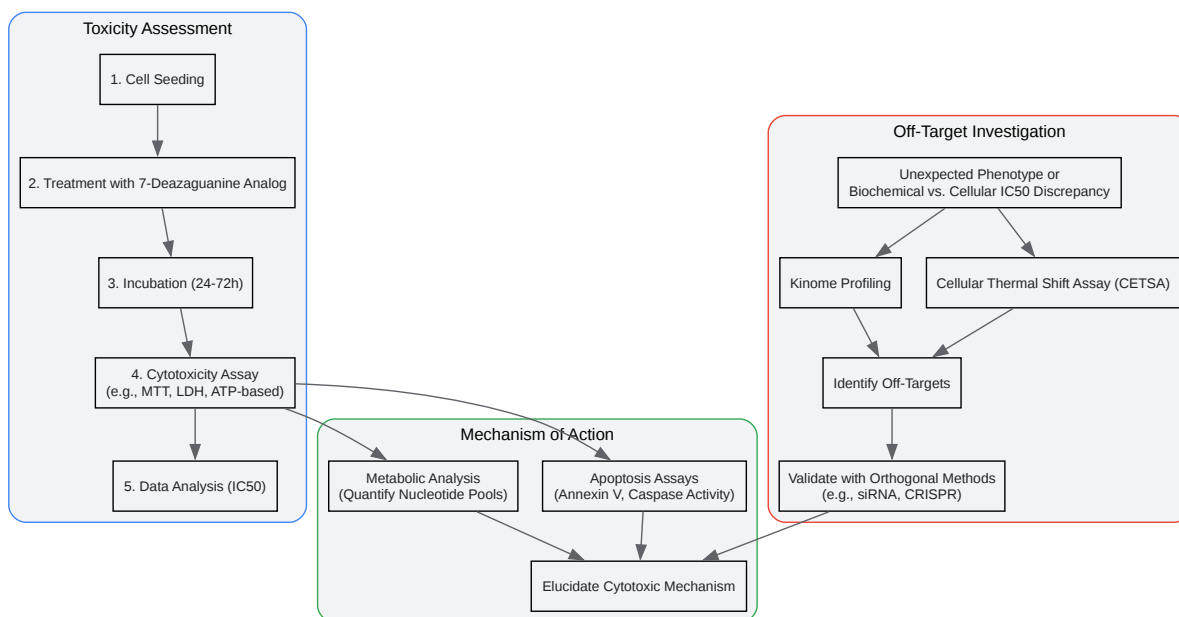 Toxicity Assessment
1. Cell Seeding
2. Treatment with 7-Deazaguanine Analog
3. Incubation (24-72h)
4. Cytotoxicity Assay
(e.g., MTT, LDH, ATP-based)
5. Data Analysis (IC50)
Mechanism of Action
Metabolic Analysis
(Quantify Nucleotide Pools)
Apoptosis Assays
(Annexin V, Caspase Activity)
Elucidate Cytotoxic Mechanism
Off-Target Investigation
Unexpected Phenotype or
Biochemical vs. Cellular IC50 Discrepancy
Kinome Profiling
Cellular Thermal Shift Assay (CETSA)
Identify Off-Targets
Validate with Orthogonal Methods
(e.g., siRNA, CRISPR)